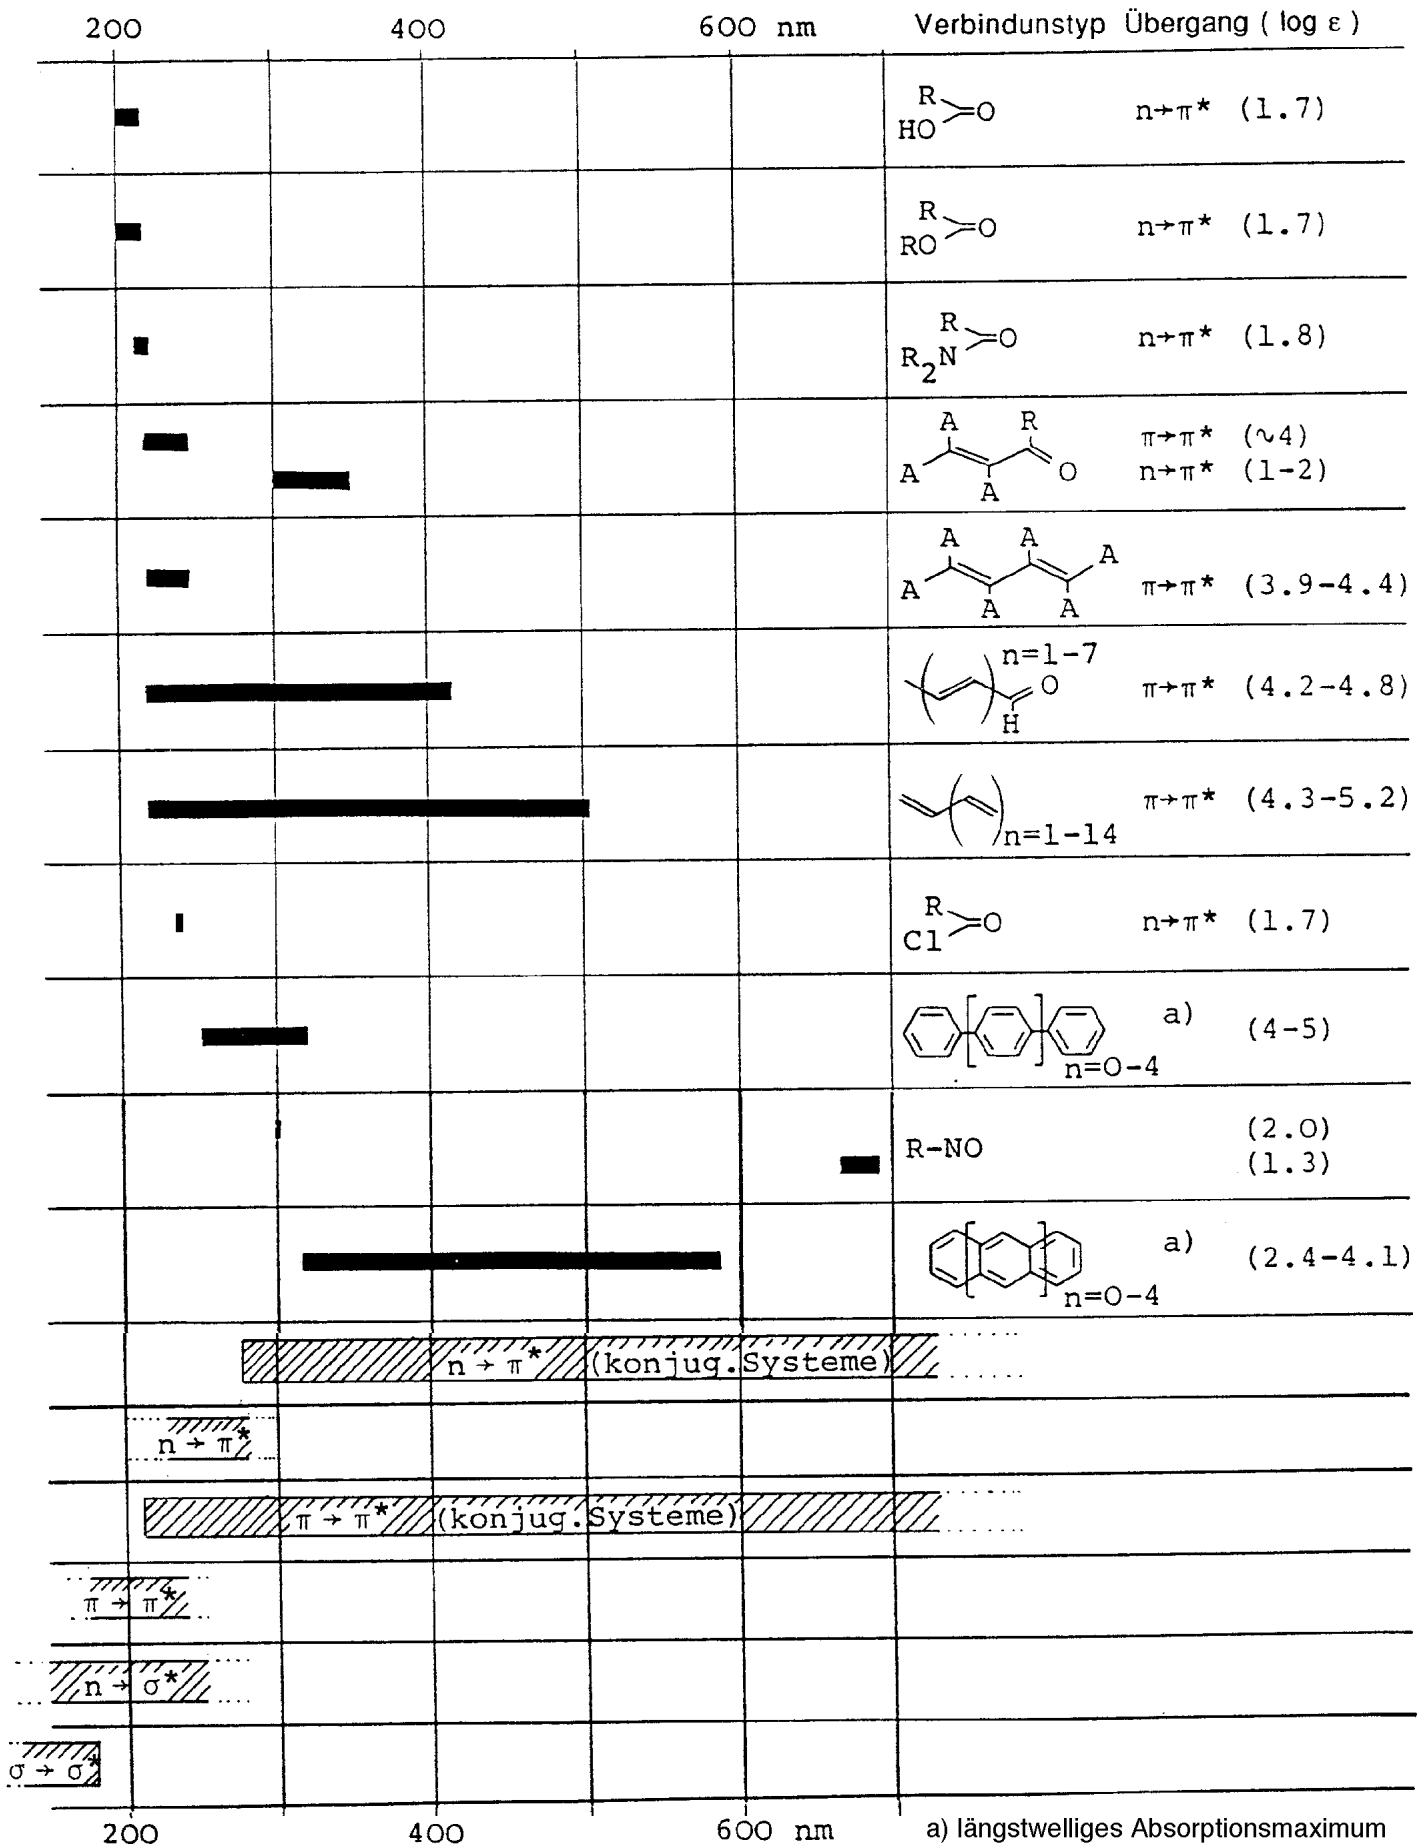 200 400 600 nm Verbindunstyp Übergang ( log ε )
R
HO O n→π* (1.7)
R
RO O n→π* (1.7)
R
R2N O n→π* (1.8)
A R π→π* (∿4)
A A O n→π* (1-2)
A A A
A A A π→π* (3.9-4.4)
n=1-7
O π→π* (4.2-4.8)
H
π→π* (4.3-5.2)
n=1-14
R
Cl O n→π* (1.7)
a) (4-5)
n=O-4
R-NO (2.O)
(1.3)
a) (2.4-4.1)
n=O-4
n → π* (konjug.Systeme)
n → π*
π → π* (konjug.Systeme)
π → π*
n → σ*
σ → σ*
200 400 600 nm a) längstwelliges Absorptionsmaximum